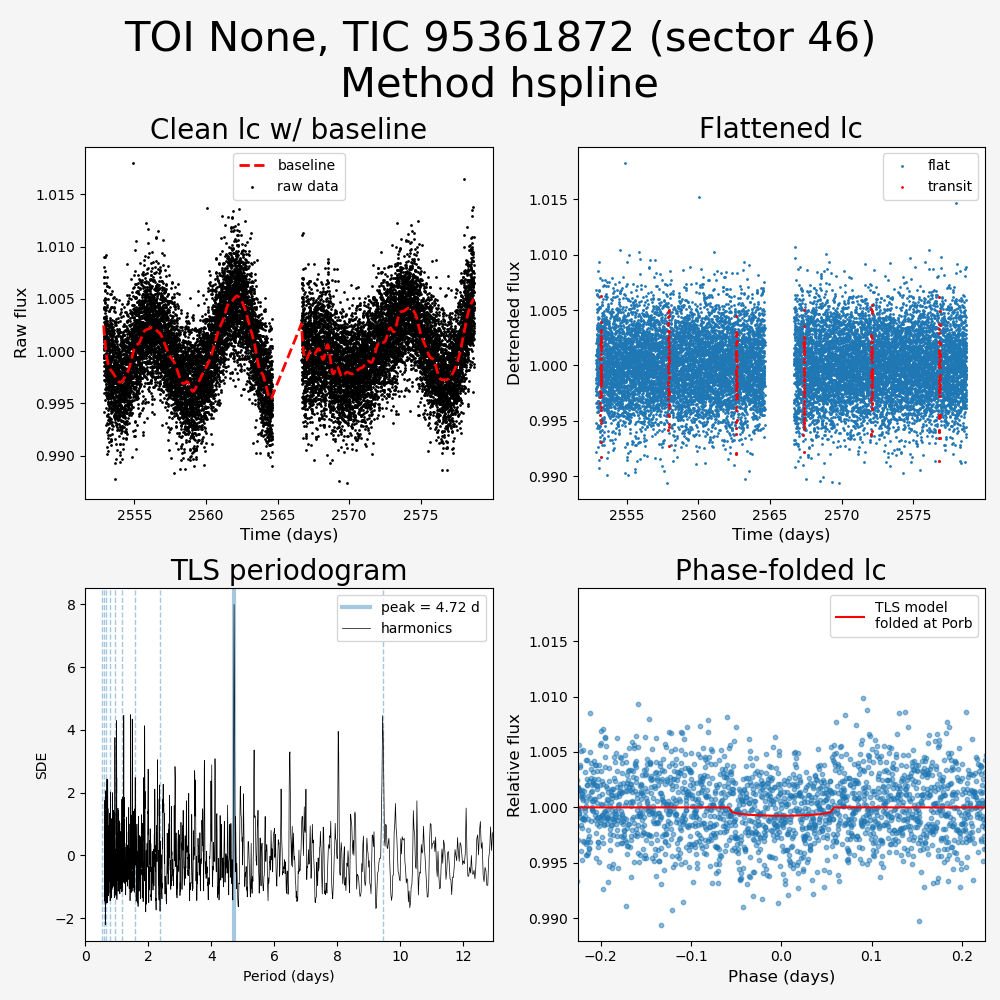 TOI None, TIC 95361872 (sector 46)
Method hspline
Clean lc w/ baseline
Flattened lc
baseline
raw data
flat
transit
Raw flux
1.015
1.010
1.005
1.000
0.995
0.990
2555 2560 2565 2570 2575
Time (days)
Detrended flux
1.015
1.010
1.005
1.000
0.995
0.990
2555 2560 2565 2570 2575
Time (days)
TLS periodogram
Phase-folded lc
peak = 4.72 d
harmonics
TLS model
folded at Porb
SDE
8
6
4
2
0
−2
0 2 4 6 8 10 12
Period (days)
Relative flux
1.015
1.010
1.005
1.000
0.995
0.990
−0.2 −0.1 0.0 0.1 0.2
Phase (days)